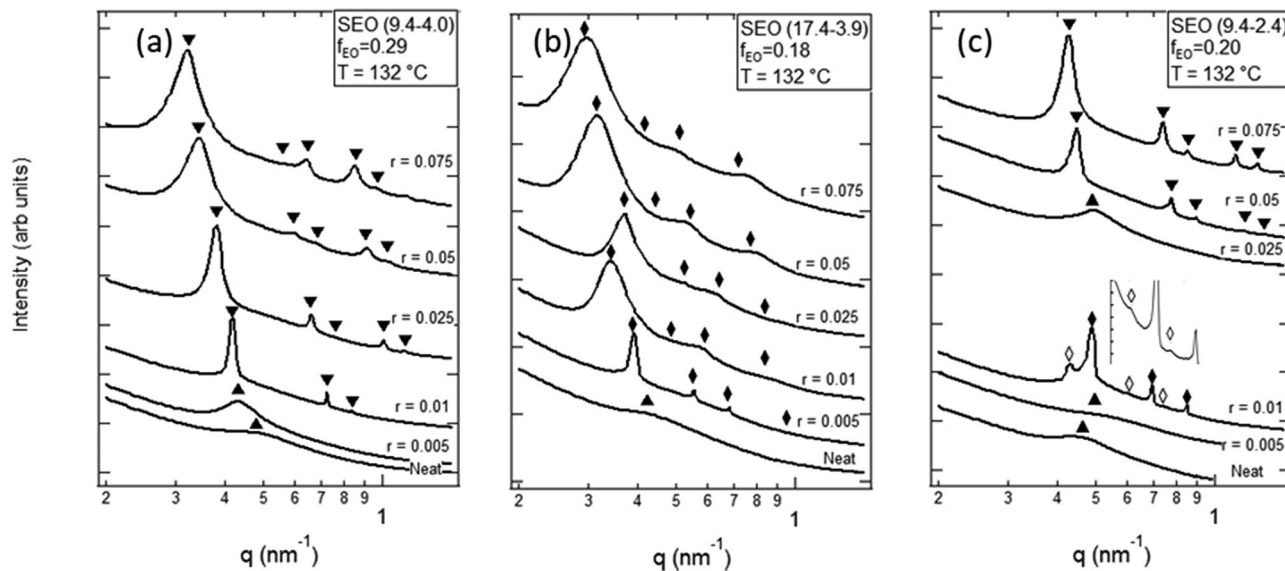 Intensity (arb units)
(a)
SEO (9.4-4.0)
f_EO=0.29
T = 132 °C
r = 0.075
r = 0.05
r = 0.025
r = 0.01
r = 0.005
Neat
2 3 4 5 6 7 8 9
1
q (nm⁻¹)
(b)
SEO (17.4-3.9)
f_EO=0.18
T = 132 °C
r = 0.075
r = 0.05
r = 0.025
r = 0.01
r = 0.005
Neat
2 3 4 5 6 7 8 9
1
q (nm⁻¹)
(c)
SEO (9.4-2.4)
f_EO=0.20
T = 132 °C
r = 0.075
r = 0.05
r = 0.025
r = 0.01
r = 0.005
Neat
2 3 4 5 6 7 8 9
1
q (nm⁻¹)